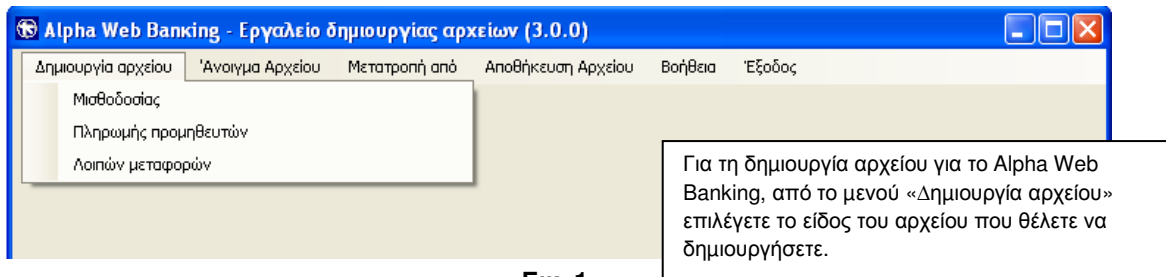 Alpha Web Banκing - Εργαλείο δημιουργίας αρχείων (3.0.0)
Δημιουργία αρχείου Άνοιγμα Αρχείου Μετατροπή από Αποθήκευση Αρχείου Βοήθεια Έξοδος
Μισθοδοσίας
Πληρωμής προμηθευτών
Λοιπών μεταφορών
Για τη δημιουργία αρχείου για το Alpha Web
Banking, από το μενού «Δημιουργία αρχείου»
επιλέγετε το είδος του αρχείου που θέλετε να
δημιουργήσετε.